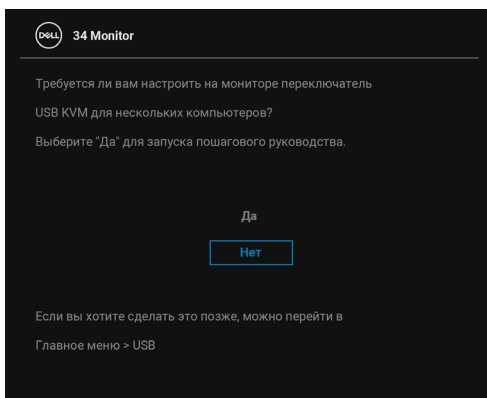 DELL 34 Monitor
Требуется ли вам настроить на мониторе переключатель
USB KVM для нескольких компьютеров?
Выберите "Да" для запуска пошагового руководства.
Да
Нет
Если вы хотите сделать это позже, можно перейти в
Главное меню > USB